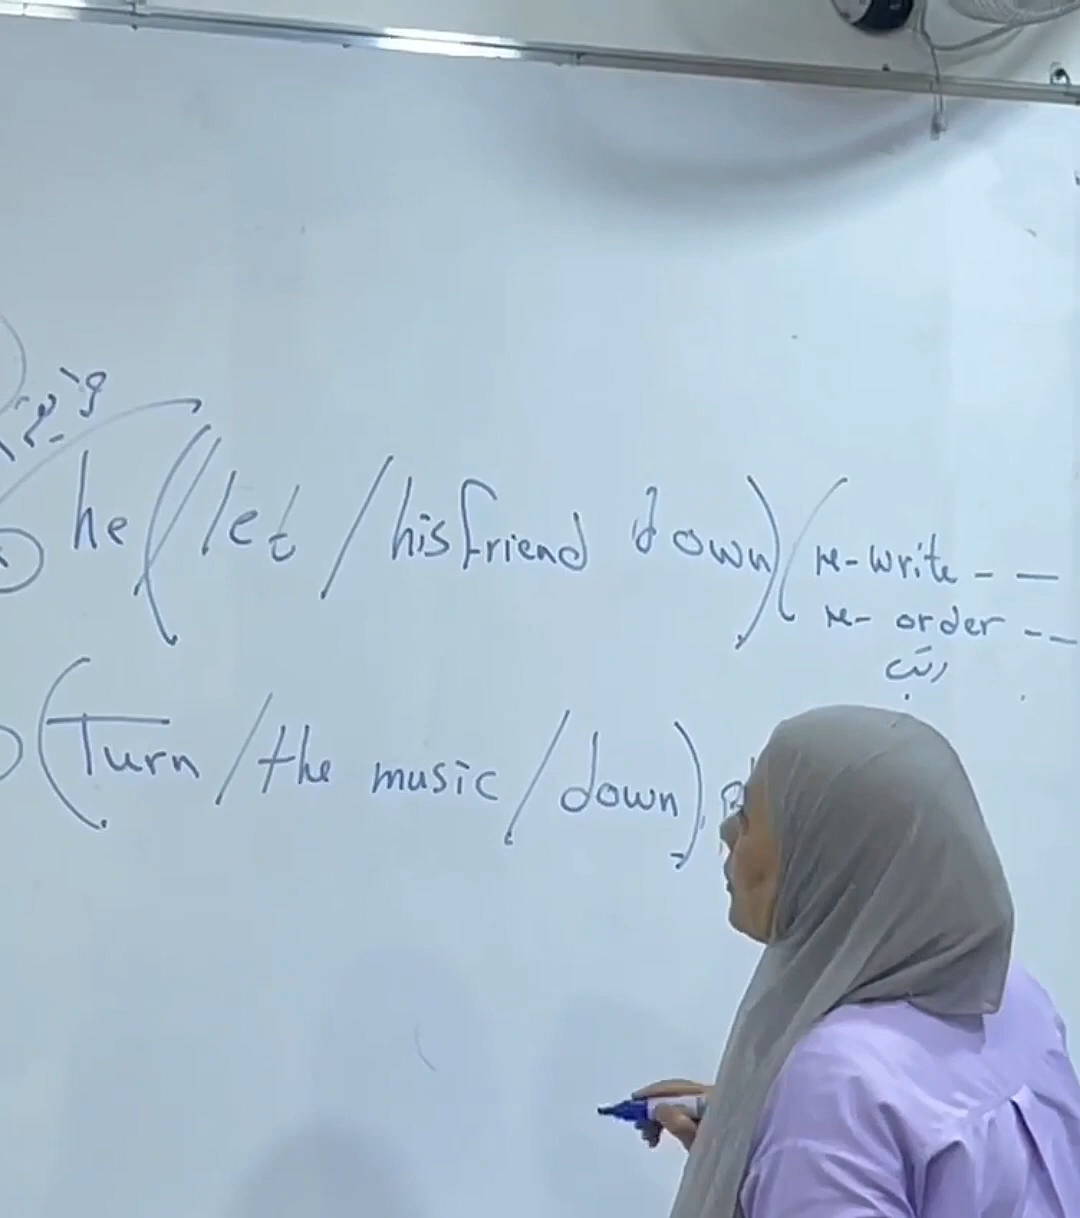 he (let / his friend down) (re-write - -
re-order - -
رتب
(Turn / the music / down)